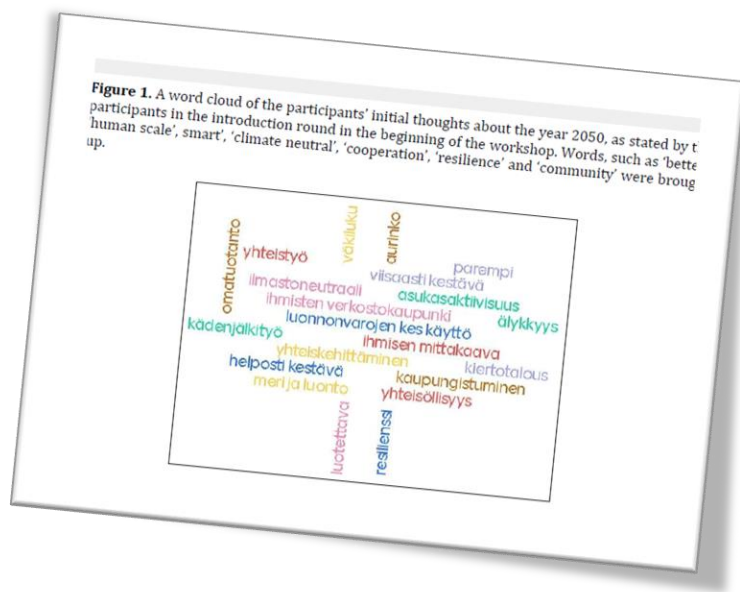 Figure 1. A word cloud of the participants' initial thoughts about the year 2050, as stated by t
participants in the introduction round in the beginning of the workshop. Words, such as 'bette
'human scale', smart', 'climate neutral', 'cooperation', 'resilience' and 'community' were broug
up.
omatuotanto
väkiluku
aurinko
yhteistyö
parempi
viisaasti kestävä
ilmastoneutraali
asukasaktiivisuus
ihmisten verkostokaupunki
älykkyys
luonnonvarojen kes käyttö
kädenjälkityö
ihmisen mittakaava
yhteiskehittäminen
kiertotalous
helposti kestävä
kaupungistuminen
meri ja luonto
yhteisöllisyys
luotettava
resilienssi